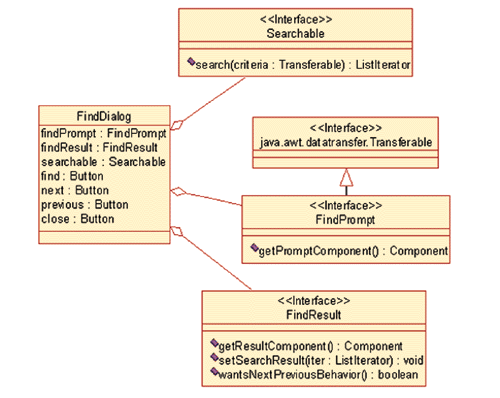 <<Interface>>
Searchable
search(criteria : Transferable) : ListIterator
FindDialog
findPrompt : FindPrompt
findResult : FindResult
searchable : Searchable
find : Button
next : Button
previous : Button
close : Button
<<Interface>>
java.awt.datatransfer.Transferable
<<Interface>>
FindPrompt
getPromptComponent() : Component
<<Interface>>
FindResult
getResultComponent() : Component
setSearchResult(iter : ListIterator) : void
wantsNextPreviousBehavior() : boolean